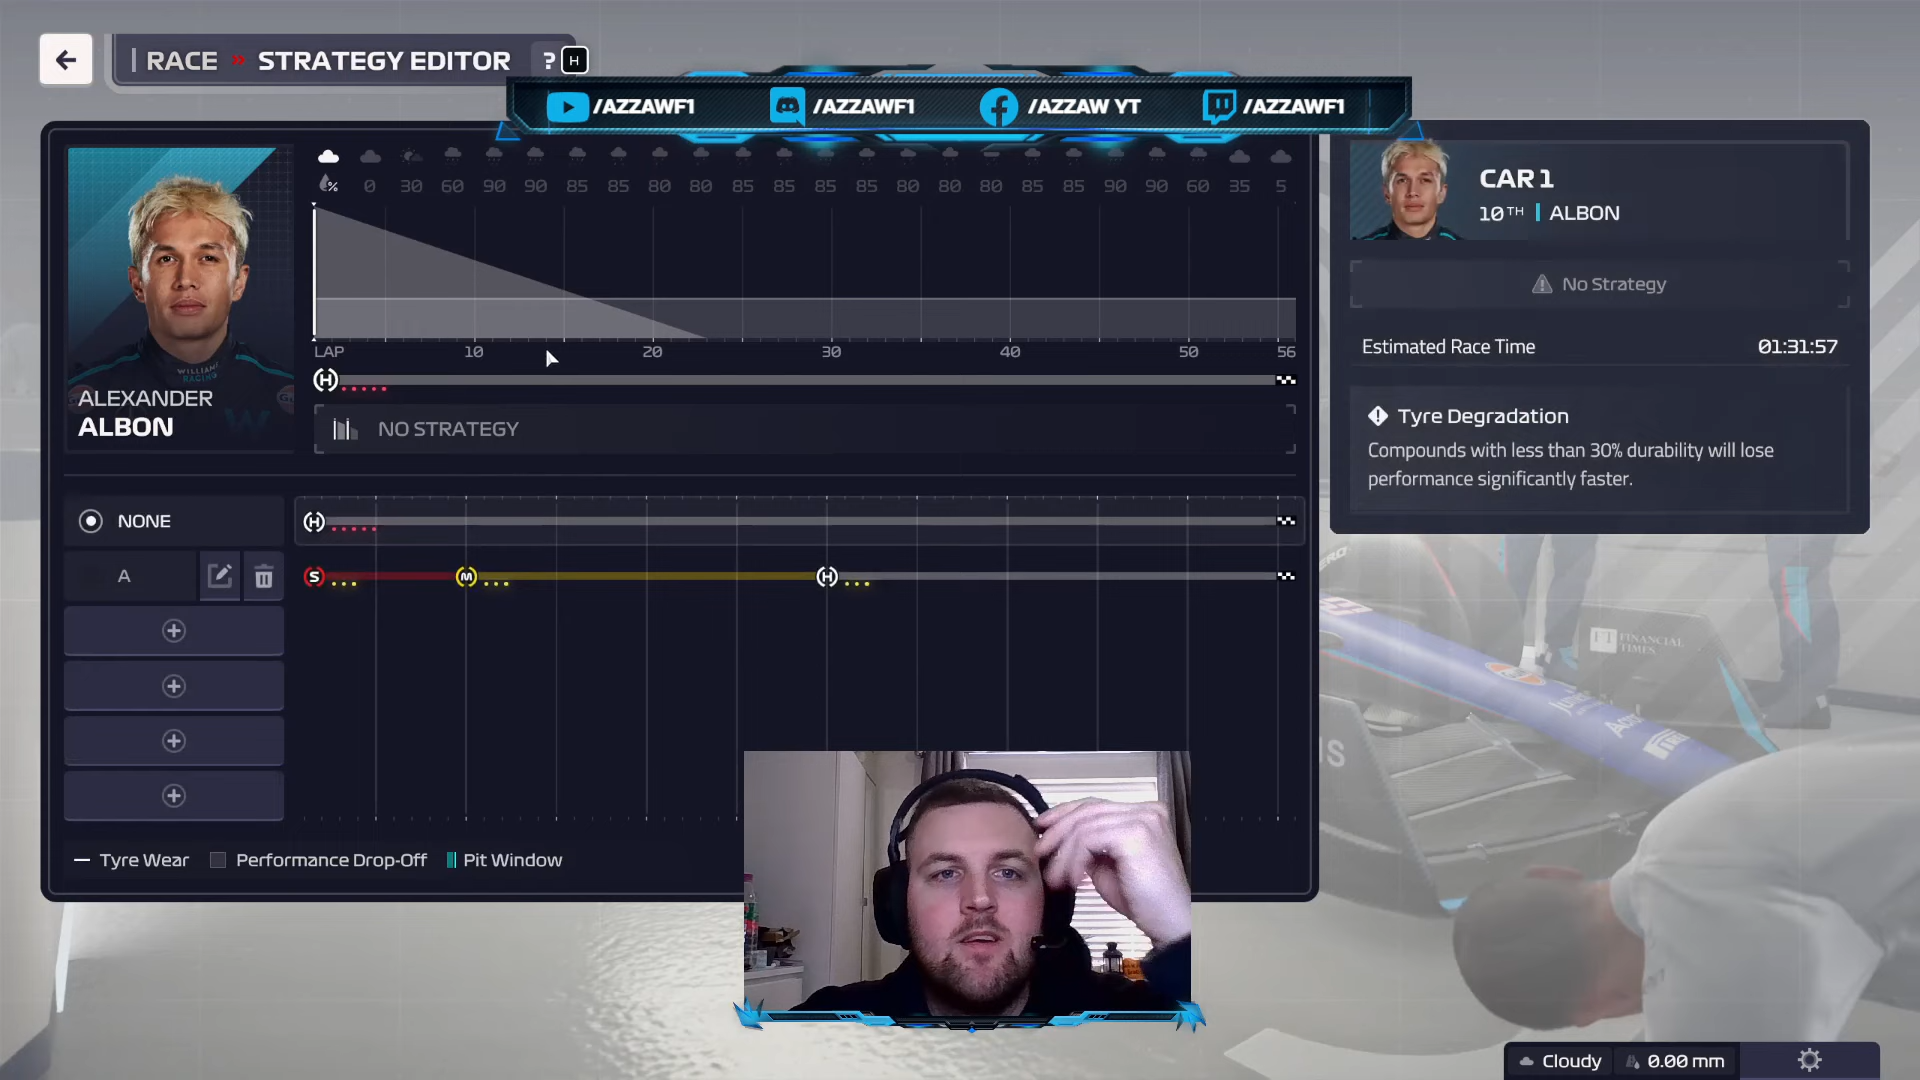 RACE » STRATEGY EDITOR ? H
/AZZAWF1 /AZZAWF1 /AZZAW YT /AZZAWF1
% 0 30 60 90 90 85 85 80 80 85 85 85 85 80 80 80 85 85 90 90 60 35 5
LAP 10 20 30 40 50 56
H
NO STRATEGY
ALEXANDER
ALBON
NONE H
A S M H
Tyre Wear Performance Drop-Off Pit Window
CAR 1
10TH ALBON
No Strategy
Estimated Race Time 01:31:57
Tyre Degradation
Compounds with less than 30% durability will lose
performance significantly faster.
FINANCIAL
TIMES
Cloudy 0.00 mm